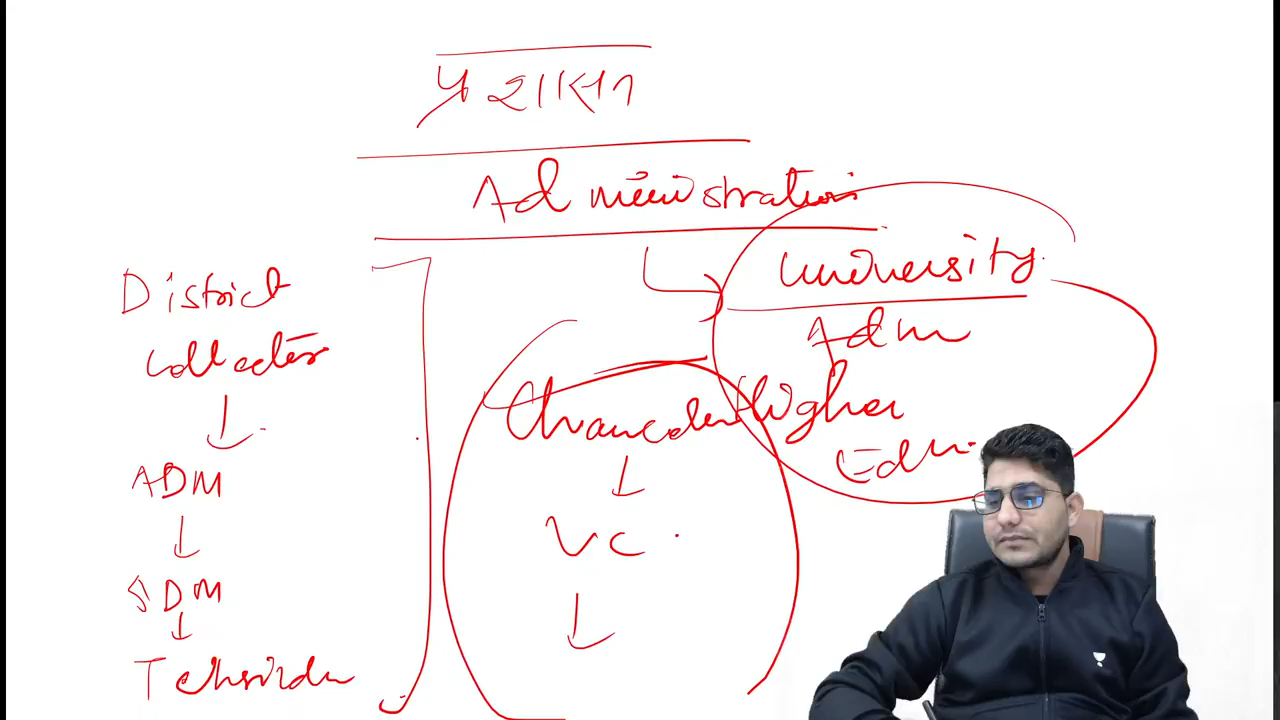 प्रशासन
Administration
University
Adm
Higher
Edu.
District
Collector
↓
ADM
↓
SDM
↓
Tehsildar
Chancellor
↓
VC
↓